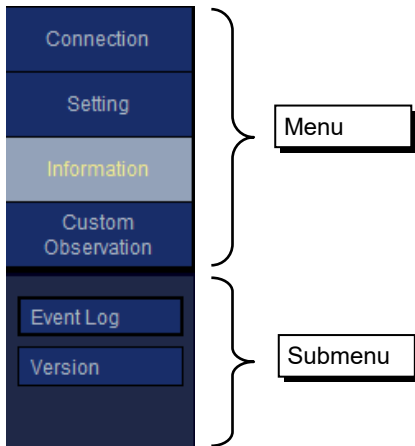 Connection
Setting
Information
Custom
Observation
Menu
Event Log
Version
Submenu